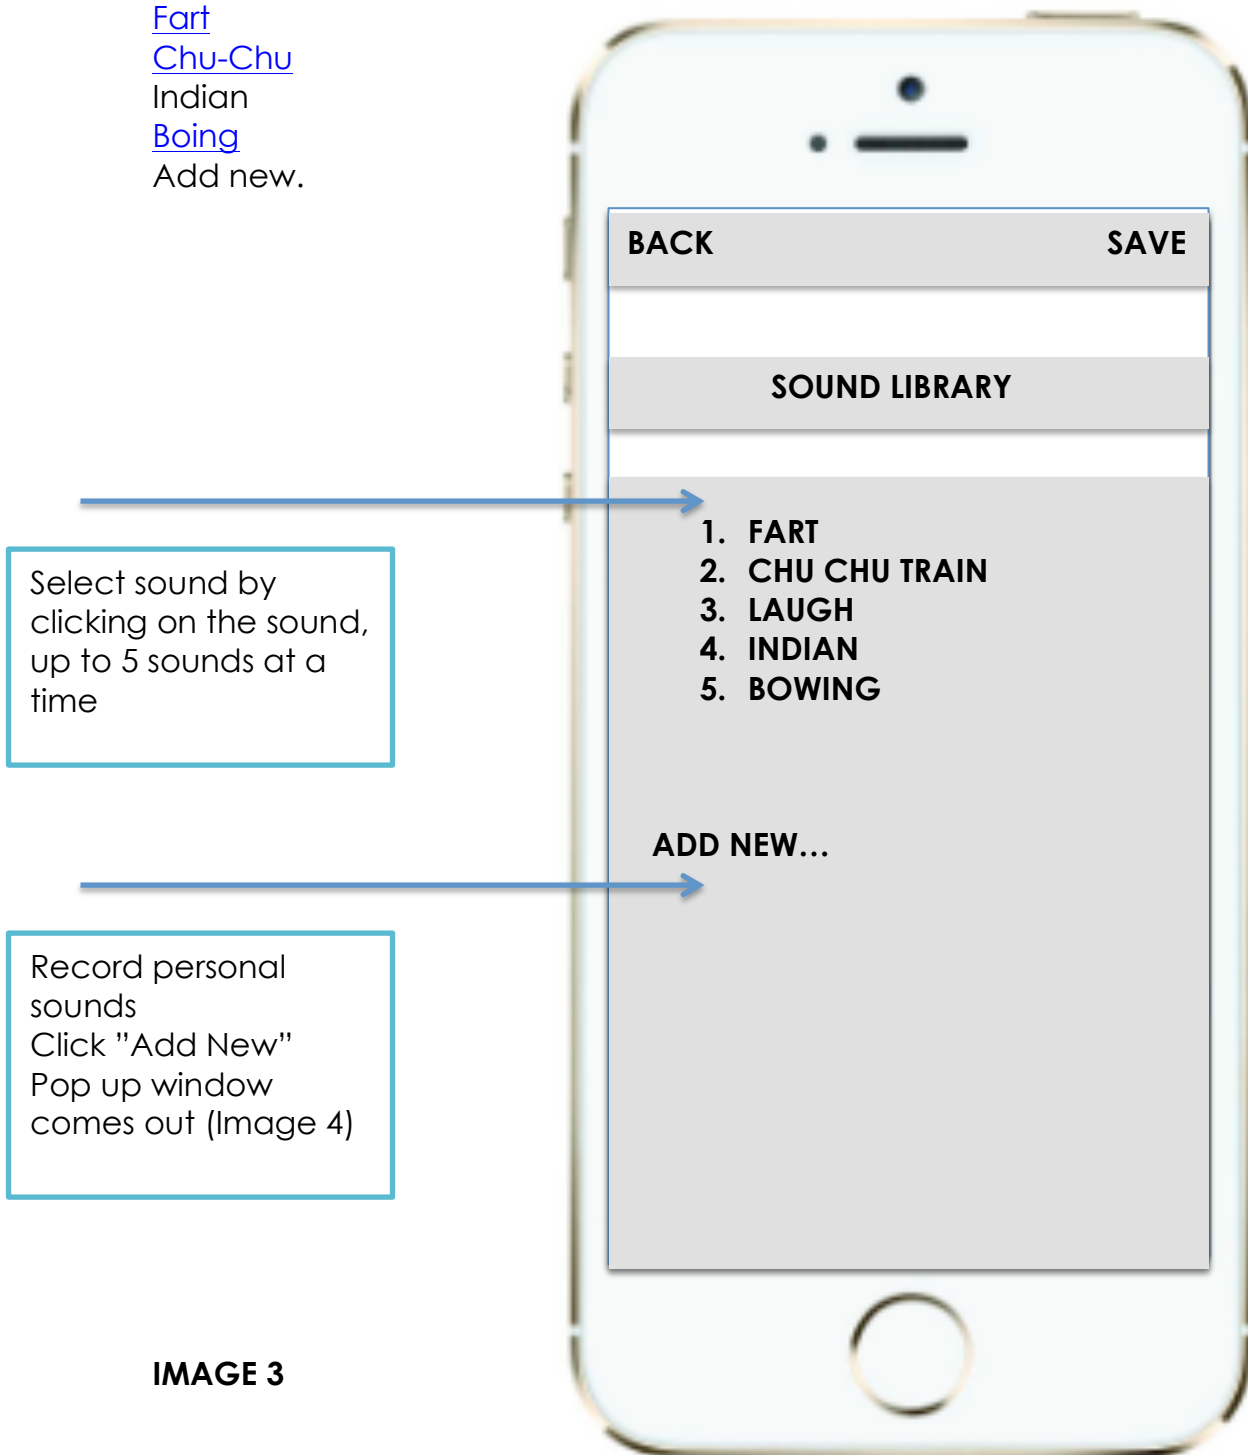 Fart
Chu-Chu
Indian
Boing
Add new.
BACK SAVE
SOUND LIBRARY
1. FART
2. CHU CHU TRAIN
3. LAUGH
4. INDIAN
5. BOWING
Select sound by
clicking on the sound,
up to 5 sounds at a
time
ADD NEW…
Record personal
sounds
Click ”Add New”
Pop up window
comes out (Image 4)
IMAGE 3